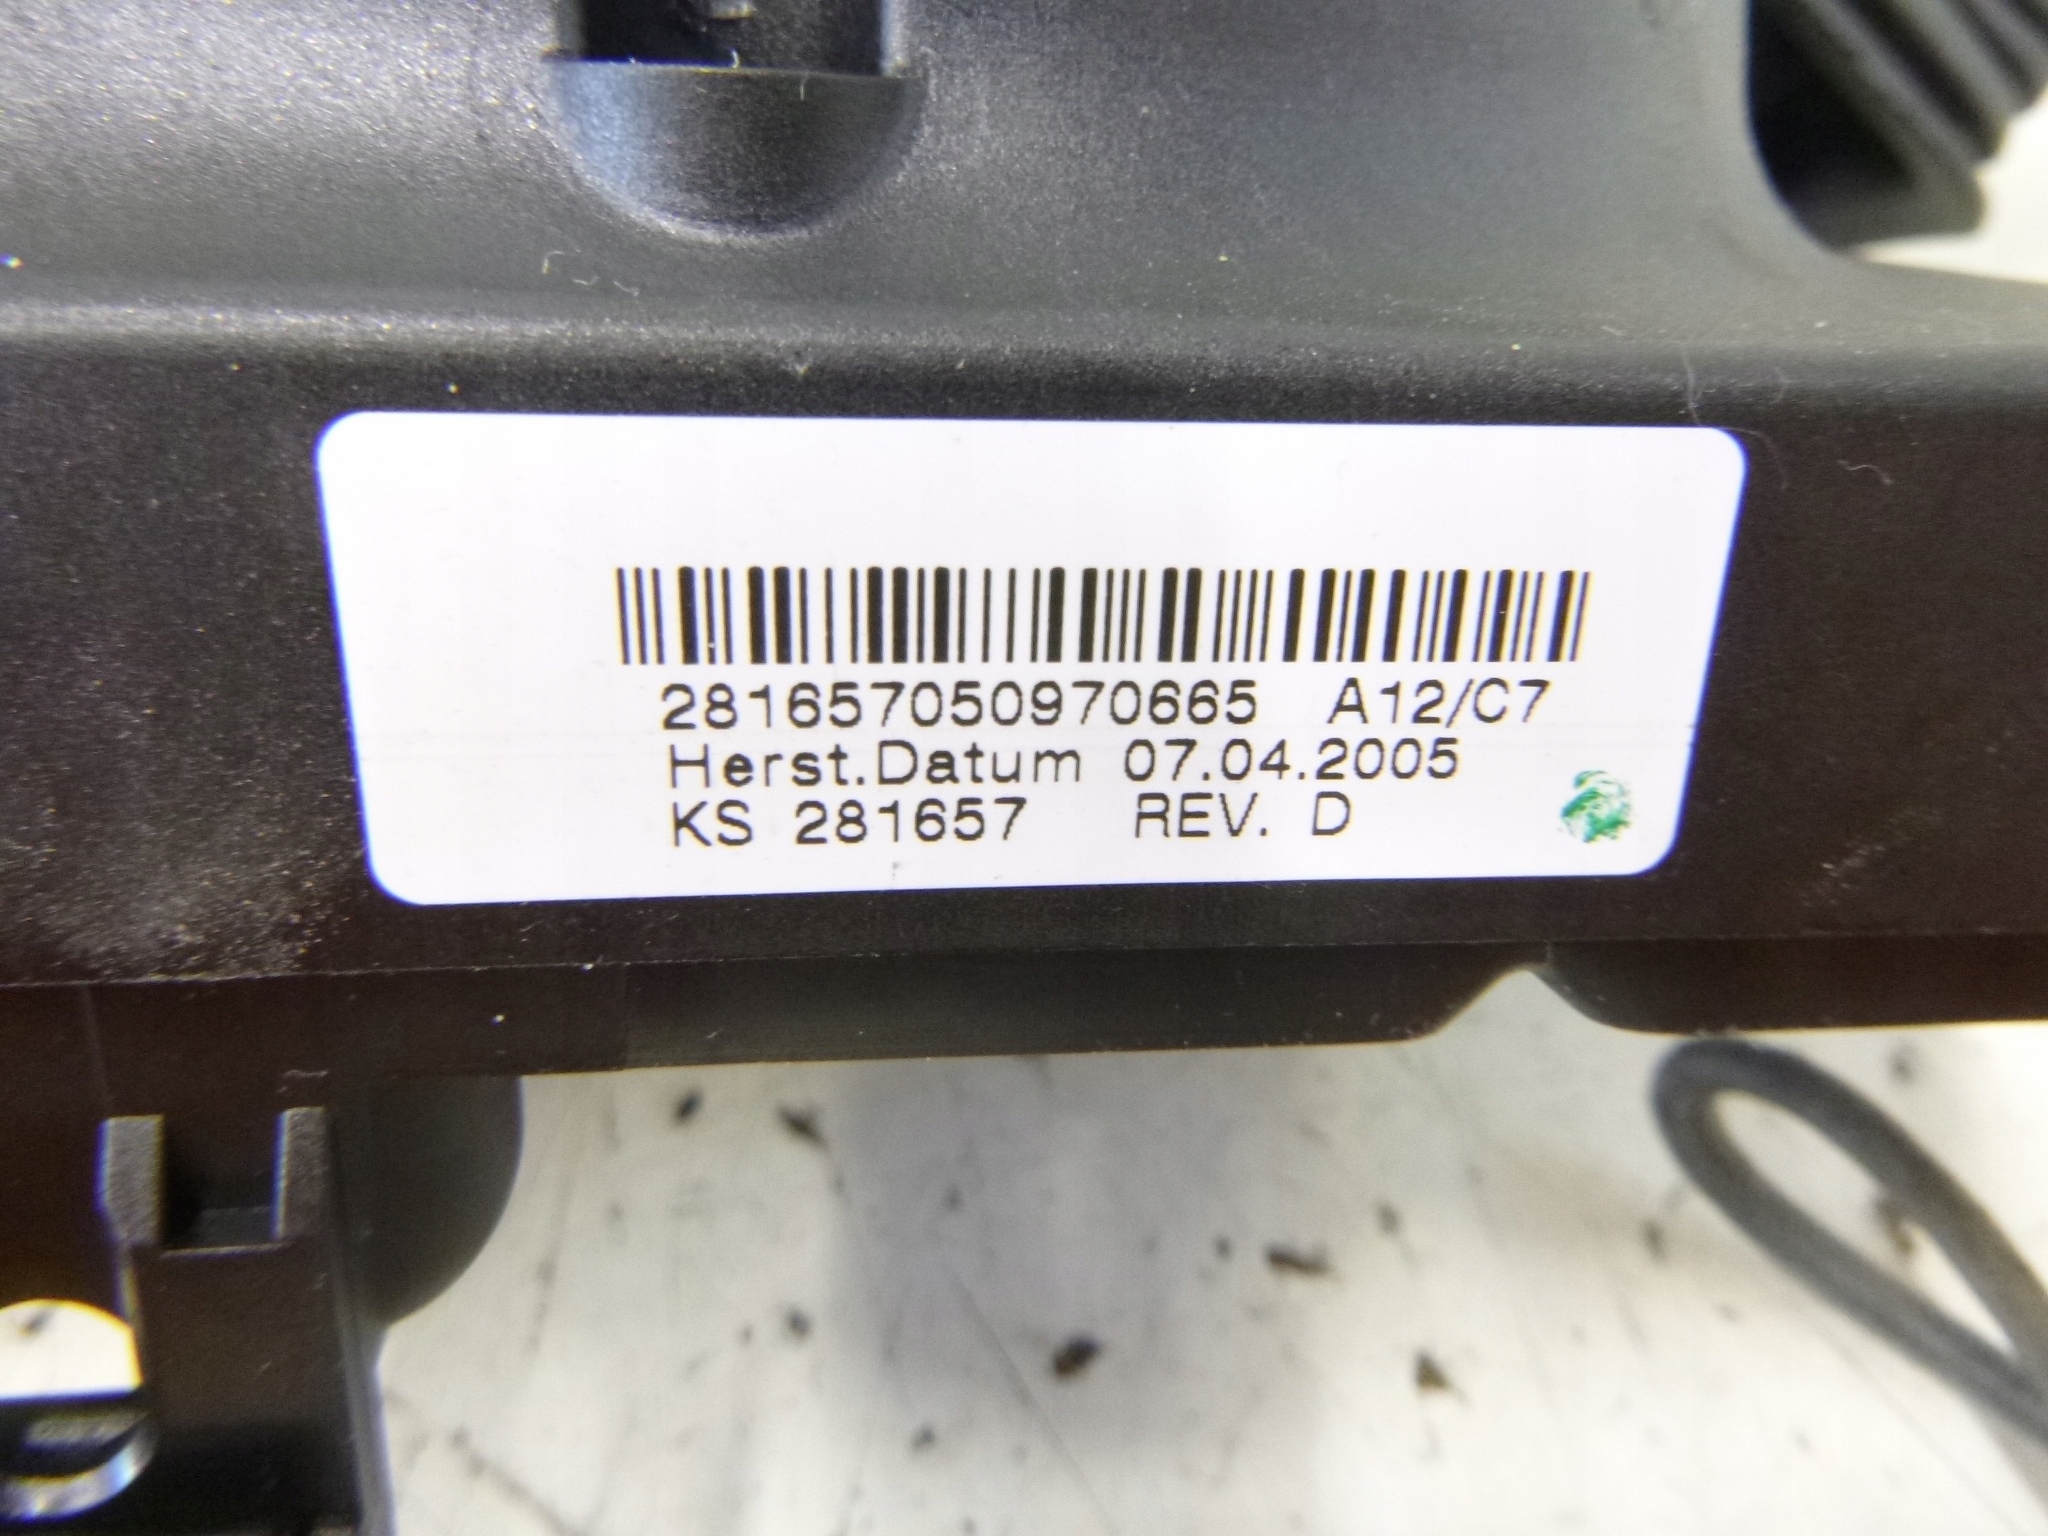 281657050970665 A12/C7
Herst.Datum 07.04.2005
KS 281657 REV. D